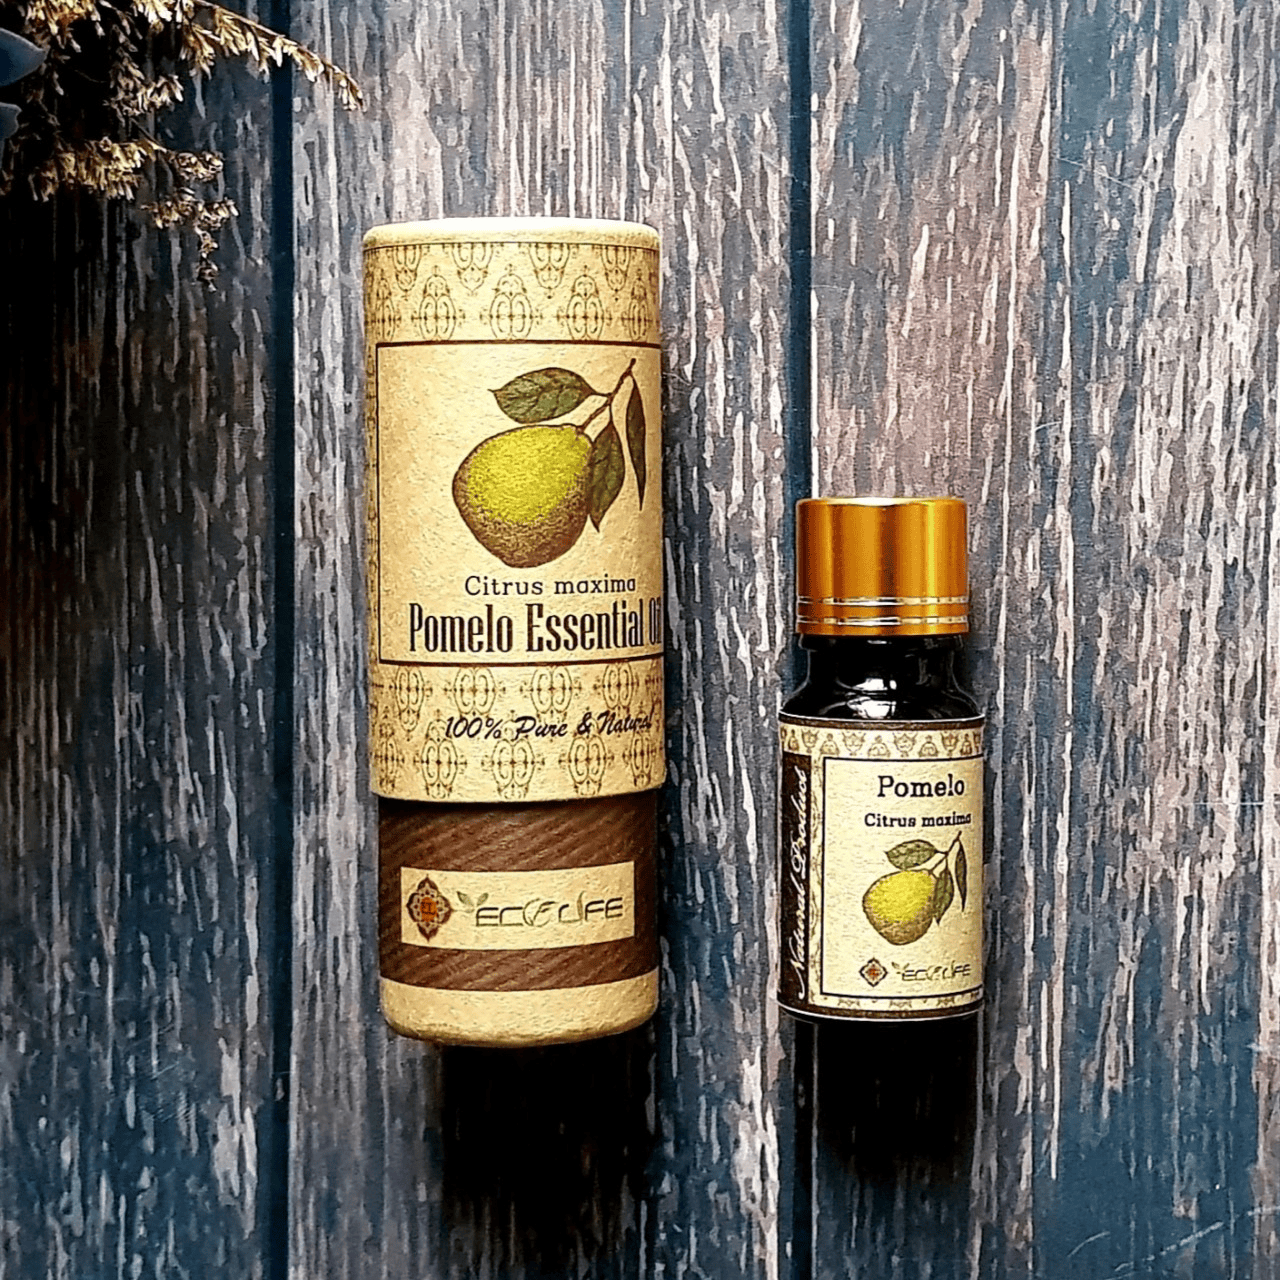 Citrus maxima
Pomelo Essential Oil
100% Pure & Natural
ECOLIFE
Pomelo
Citrus maxima
Natural Product
ECOLIFE